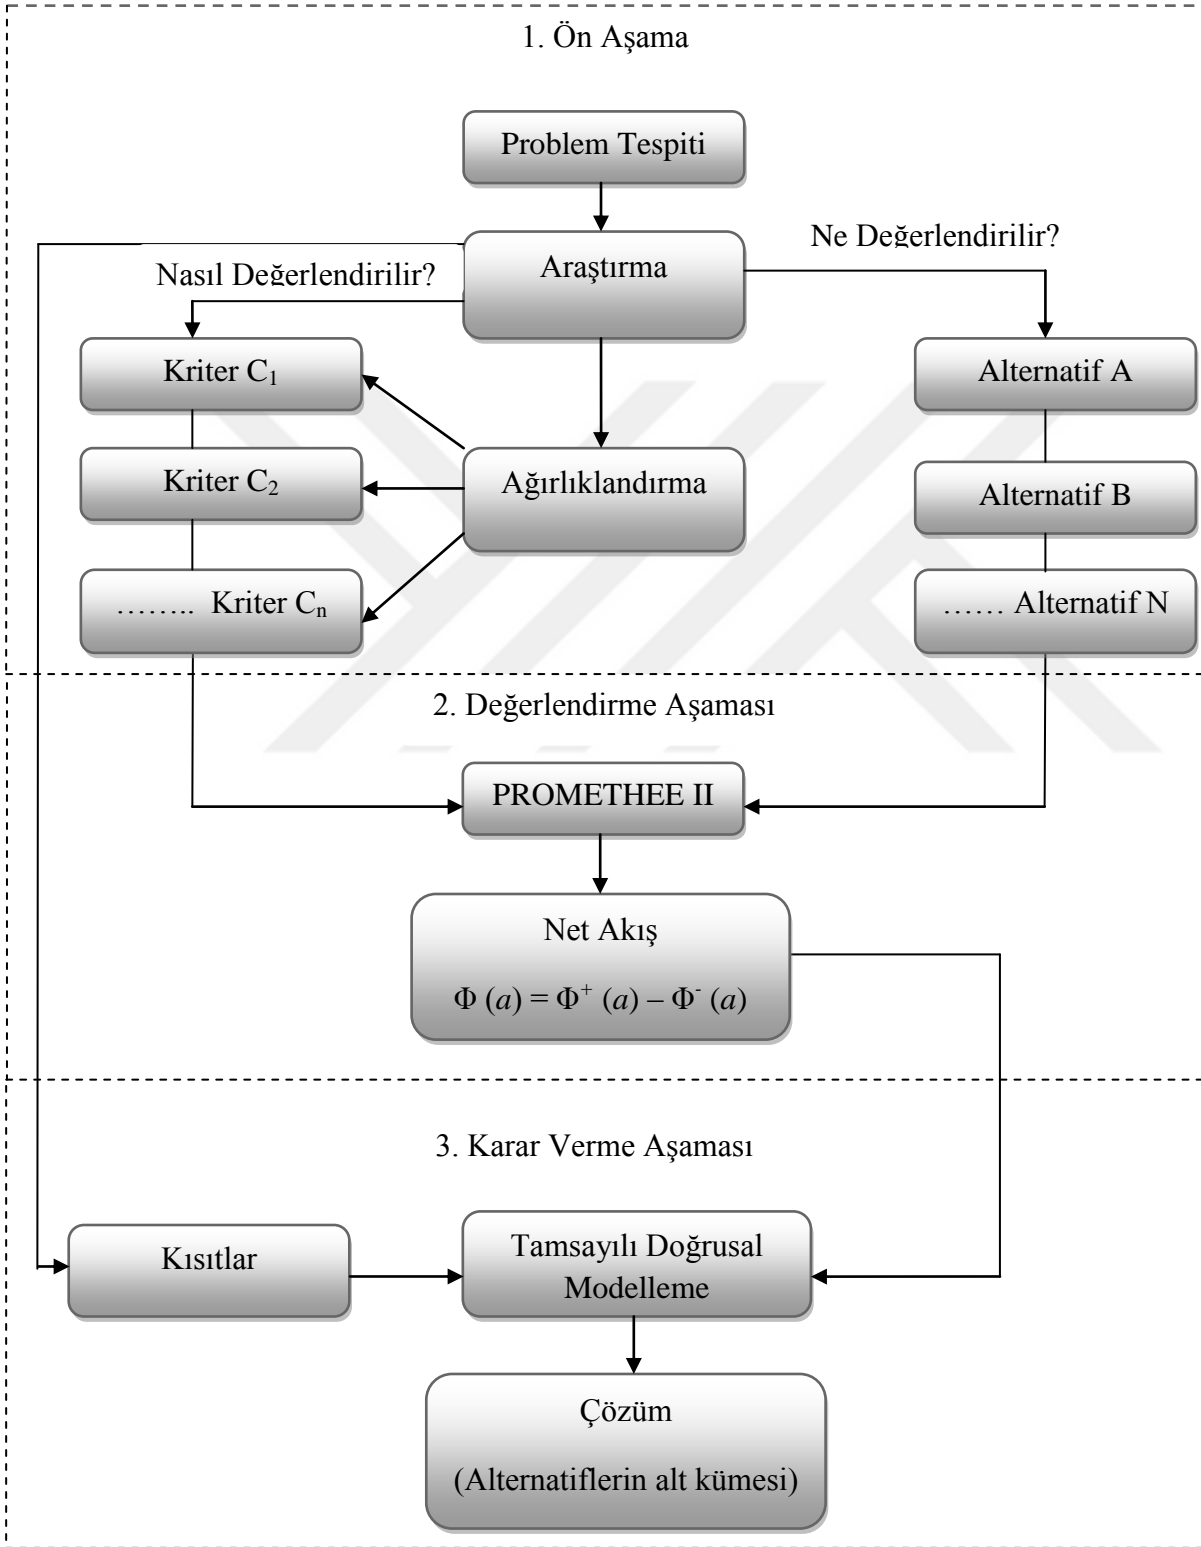 1. Ön Aşama
Problem Tespiti
Ne Değerlendirilir?
Araştırma
Nasıl Değerlendirilir?
Kriter C₁
Alternatif A
Kriter C₂
Ağırlıklandırma
Alternatif B
…….. Kriter Cₙ
…… Alternatif N
2. Değerlendirme Aşaması
PROMETHEE II
Net Akış
Φ (a) = Φ⁺ (a) – Φ⁻ (a)
3. Karar Verme Aşaması
Kısıtlar
Tamsayılı Doğrusal
Modelleme
Çözüm
(Alternatiflerin alt kümesi)